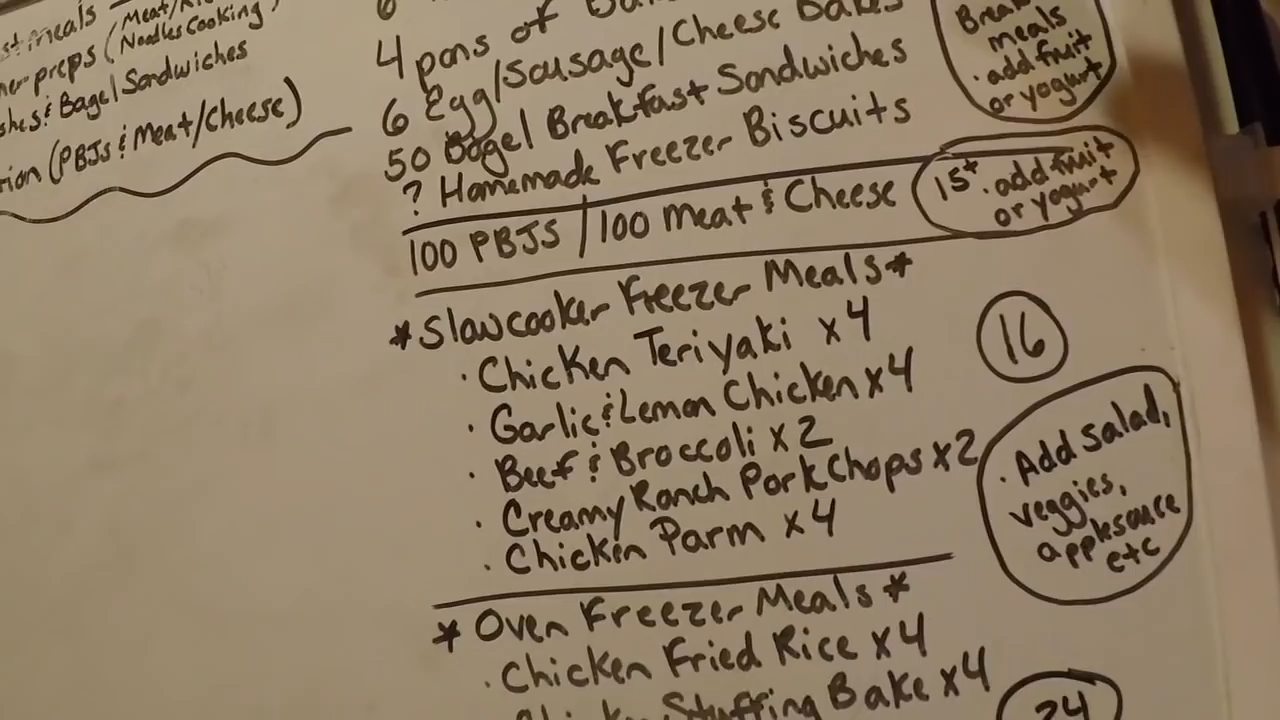 meals
preps (Meat/
Noodles Cooking,
& Bagel Sandwiches
(PBJs & Meat/Cheese)
4 pans of
6 Egg/Sausage/Cheese Bakes
50 Bagel Breakfast Sandwiches
? Homemade Freezer Biscuits
meals
· add fruit
or yogurt
100 PBJS / 100 Meat & Cheese
15+ · add fruit
or yogurt
*Slowcooker Freezer Meals*
· Chicken Teriyaki x4
· Garlic & Lemon Chicken x4
· Beef & Broccoli x2
· Creamy Ranch Pork Chops x2
· Chicken Parm x4
16
· Add salad,
veggies,
applesauce
etc
* Oven Freezer Meals *
· Chicken Fried Rice x4
Stuffing Bake x4
24